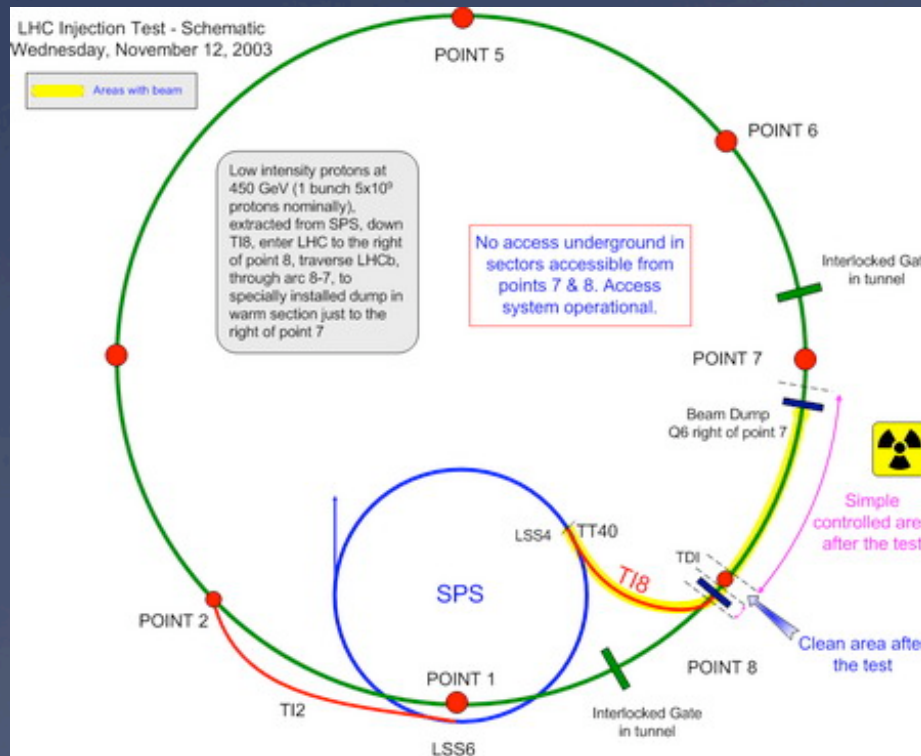 LHC Injection Test - Schematic
Wednesday, November 12, 2003
Areas with beam
POINT 5
POINT 6
Low intensity protons at
450 GeV (1 bunch 5x10⁹
protons nominally),
extracted from SPS, down
TI8, enter LHC to the right
of point 8, traverse LHCb,
through arc 8-7, to
specially installed dump in
warm section just to the
right of point 7
No access underground in
sectors accessible from
points 7 & 8. Access
system operational.
Interlocked Gate
in tunnel
POINT 7
Beam Dump
Q6 right of point 7
Simple
controlled area
after the test
LSS4
TT40
TDI
TI8
SPS
POINT 2
Clean area after
the test
POINT 8
POINT 1
TI2
Interlocked Gate
in tunnel
LSS6